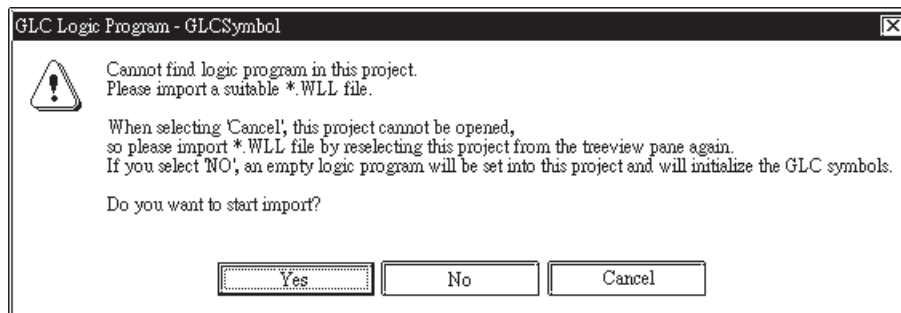 GLC Logic Program - GLCSymbol
Cannot find logic program in this project.
Please import a suitable *.WLL file.
When selecting 'Cancel', this project cannot be opened,
so please import *.WLL file by reselecting this project from the treeview pane again.
If you select 'NO', an empty logic program will be set into this project and will initialize the GLC symbols.
Do you want to start import?
Yes
No
Cancel